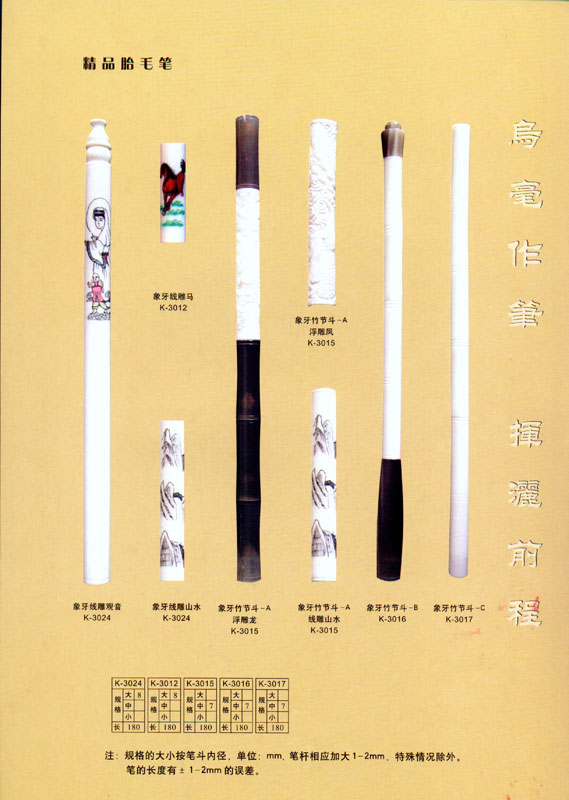 精品胎毛笔
烏毫作筆 揮灑前程
象牙线雕马
K-3012
象牙竹节斗-A
浮雕凤
K-3015
象牙线雕观音
K-3024
象牙线雕山水
K-3024
象牙竹节斗-A
浮雕龙
K-3015
象牙竹节斗-A
线雕山水
K-3015
象牙竹节斗-B
K-3016
象牙竹节斗-C
K-3017
K-3024 K-3012 K-3015 K-3016 K-3017
规格 大 8 规格 大 8 规格 大 规格 大 规格 大
中 中 中 7 中 7 中 7
小 小 小 小 小
长 180 长 180 长 180 长 180 长 180
注: 规格的大小按笔斗内径、单位: mm, 笔杆相应加大1-2mm, 特殊情况除外。
笔的长度有±1-2mm的误差。